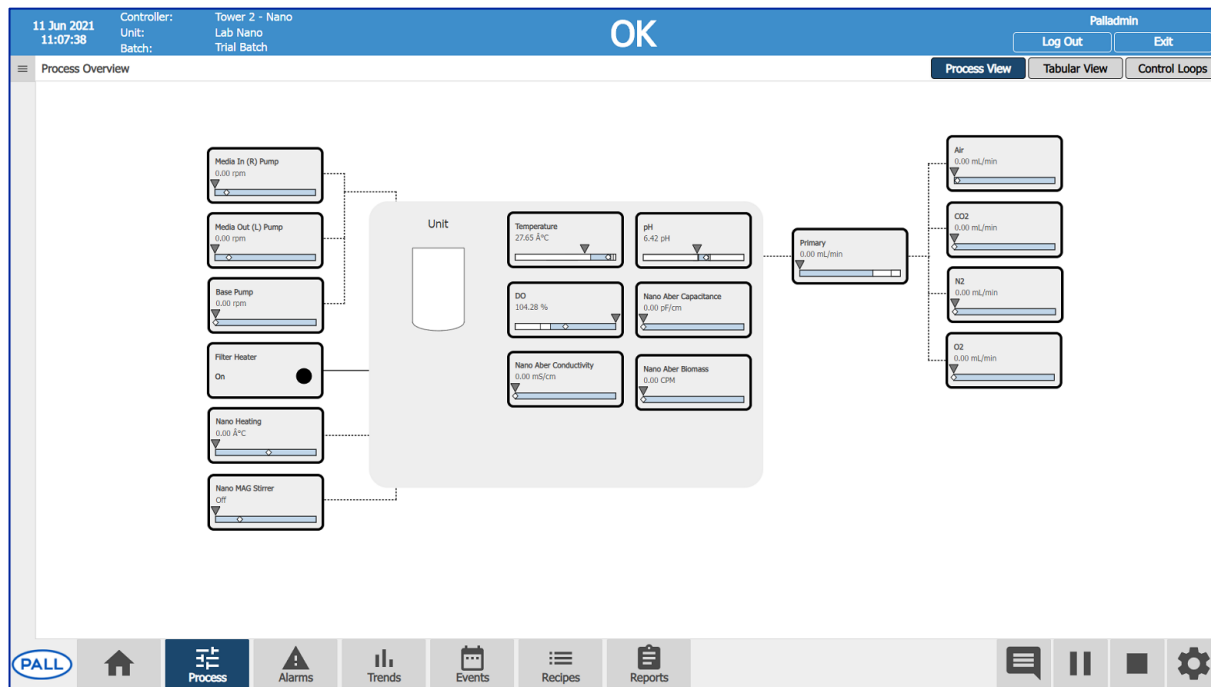 11 Jun 2021
11:07:38
Controller: Tower 2 - Nano
Unit: Lab Nano
Batch: Trial Batch
OK
Palladmin
Log Out
Exit
Process Overview
Process View
Tabular View
Control Loops
Media In (R) Pump
0.00 rpm
Media Out (L) Pump
0.00 rpm
Base Pump
0.00 rpm
Filter Heater
On
Nano Heating
0.00 Å°C
Nano MAG Stirrer
Off
Unit
Temperature
27.65 Å°C
pH
6.42 pH
DO
104.28 %
Nano Aber Capacitance
0.00 pF/cm
Nano Aber Conductivity
0.00 mS/cm
Nano Aber Biomass
0.00 CPM
Primary
0.00 mL/min
Air
0.00 mL/min
CO2
0.00 mL/min
N2
0.00 mL/min
O2
0.00 mL/min
PALL
Process
Alarms
Trends
Events
Recipes
Reports